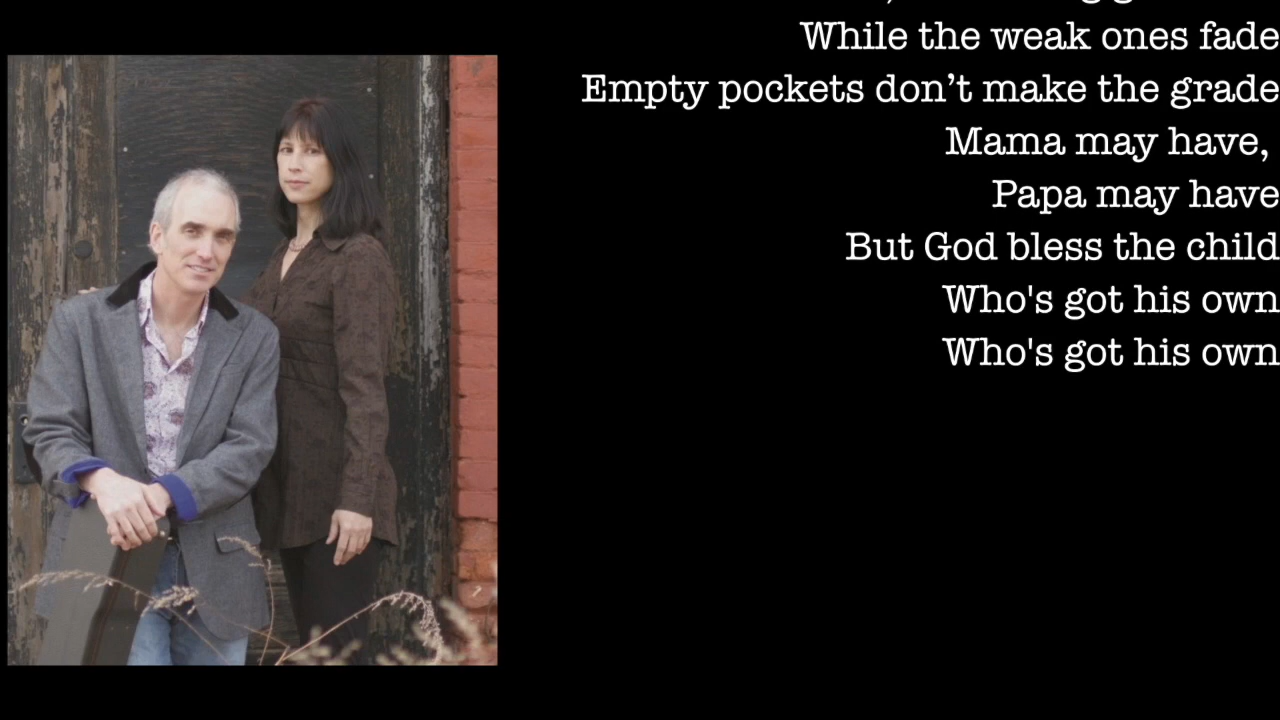 While the weak ones fade
Empty pockets don’t make the grade
Mama may have,
Papa may have
But God bless the child
Who's got his own
Who's got his own